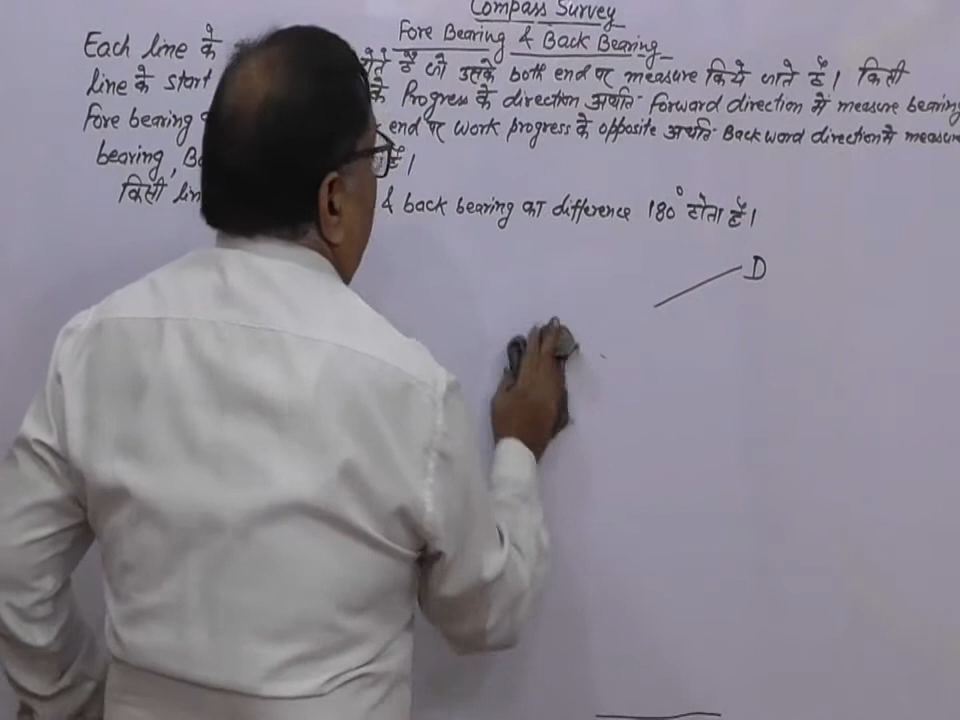 Compass Survey
Fore Bearing & Back Bearing
Each line के होते हैं जो उसके both end पर measure किये जाते हैं। किसी
line के start के Progress के direction अर्थात Forward direction में measure bearing
Fore bearing end पर work progress के opposite अर्थात Backword direction में measure
bearing, हैं।
किसी & back bearing का difference 180° होता है।
D